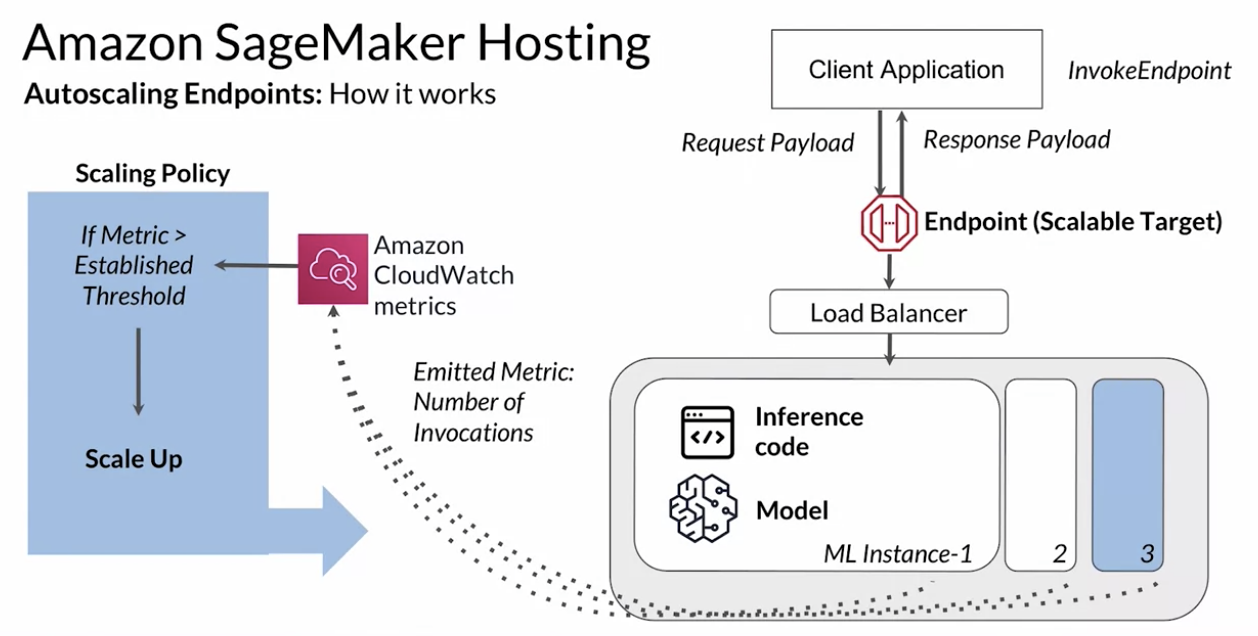 Amazon SageMaker Hosting
Autoscaling Endpoints: How it works
Scaling Policy
If Metric >
Established
Threshold
Scale Up
Amazon
CloudWatch
metrics
Emitted Metric:
Number of
Invocations
Client Application
InvokeEndpoint
Request Payload
Response Payload
Endpoint (Scalable Target)
Load Balancer
</>
Inference
code
Model
ML Instance-1
2
3